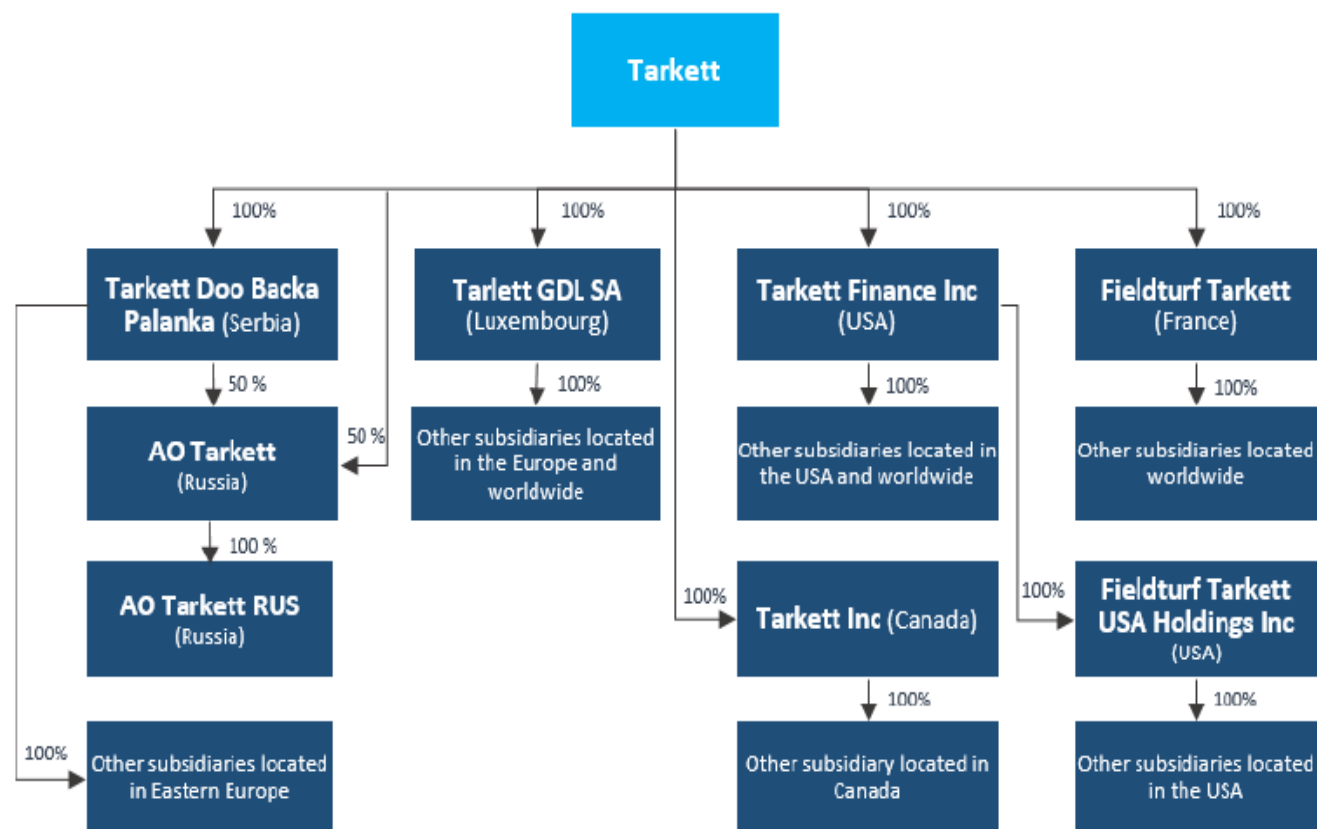 Tarkett
100%
100%
100%
100%
Tarkett Doo Backa
Palanka (Serbia)
Tarlett GDL SA
(Luxembourg)
Tarkett Finance Inc
(USA)
Fieldturf Tarkett
(France)
50 %
100%
100%
100%
AO Tarkett
(Russia)
50 %
Other subsidiaries located
in the Europe and
worldwide
Other subsidiaries located in
the USA and worldwide
Other subsidiaries located
worldwide
100 %
AO Tarkett RUS
(Russia)
100%
Tarkett Inc (Canada)
100%
Fieldturf Tarkett
USA Holdings Inc
(USA)
100%
100%
100%
Other subsidiaries located
in Eastern Europe
Other subsidiary located in
Canada
Other subsidiaries located
in the USA